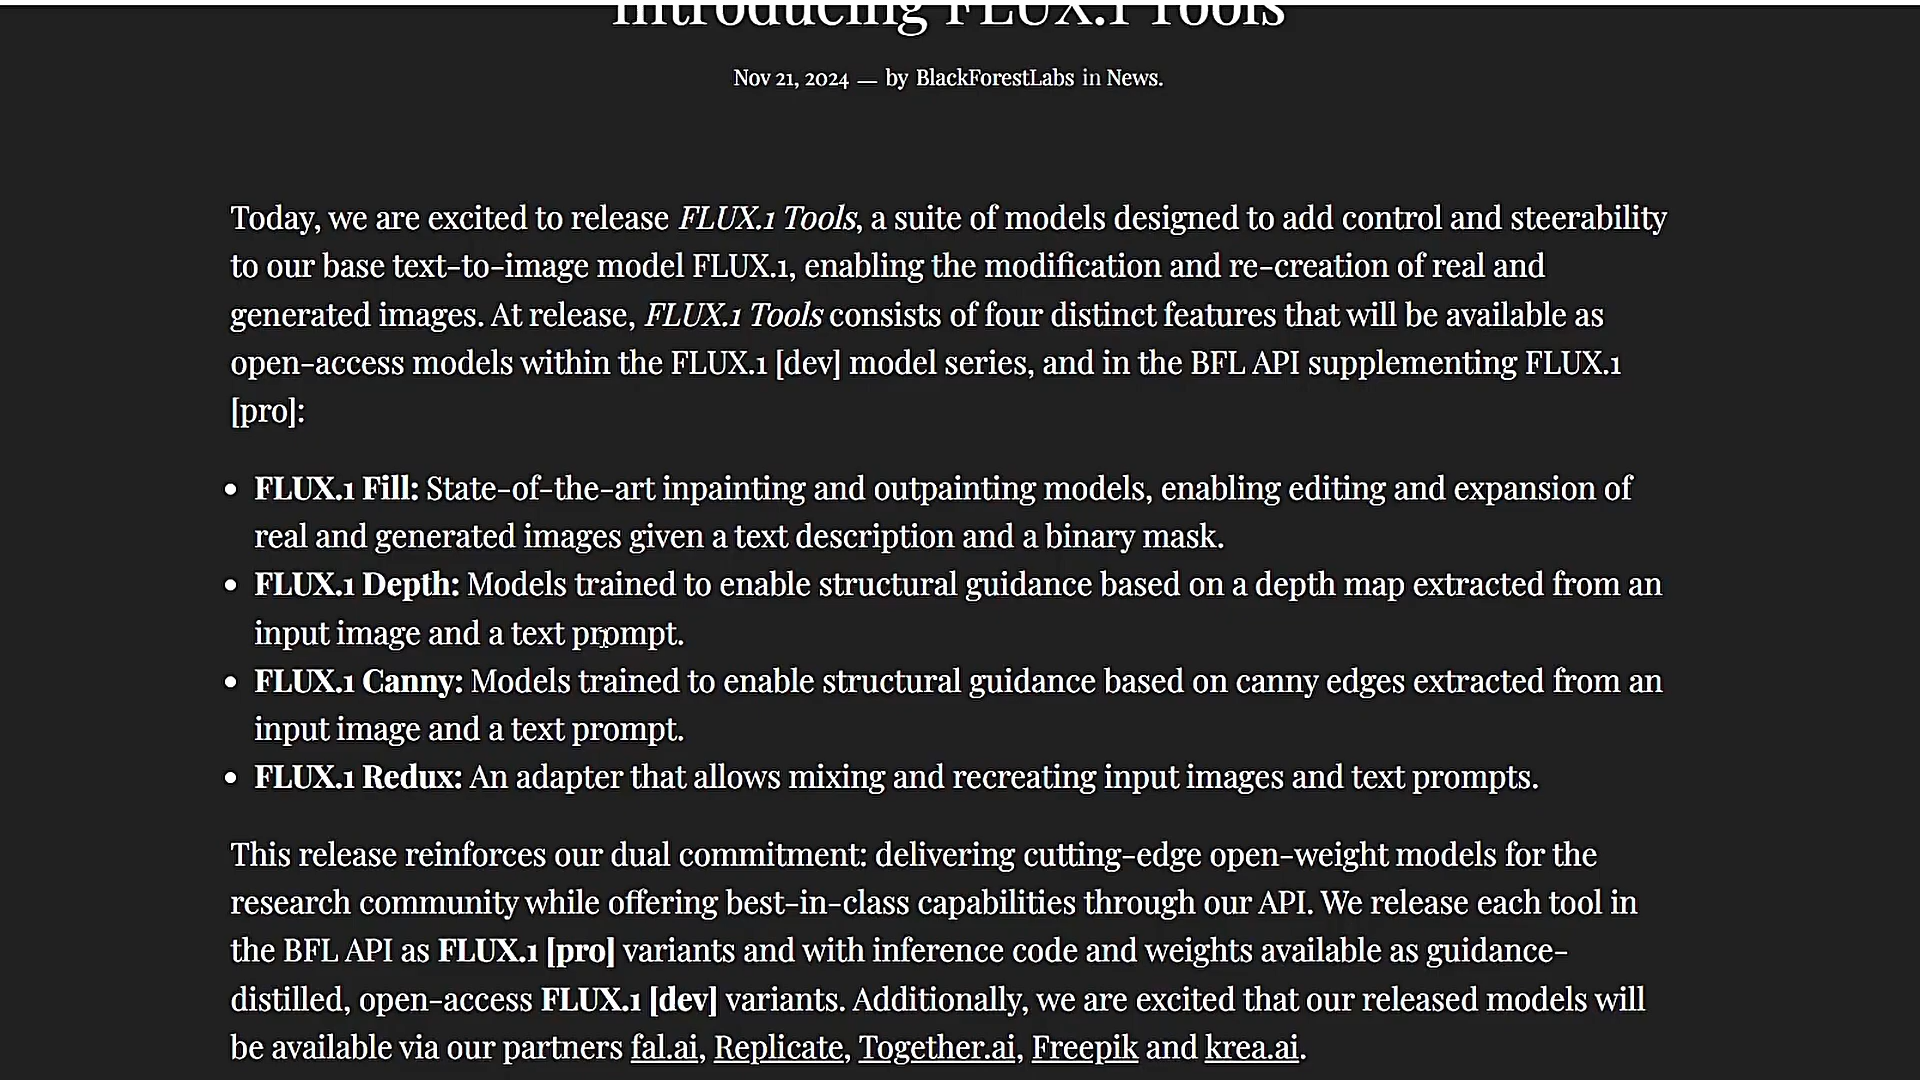 Introducing FLUX.1 Tools
Nov 21, 2024 — by BlackForestLabs in News.
Today, we are excited to release FLUX.1 Tools, a suite of models designed to add control and steerability
to our base text-to-image model FLUX.1, enabling the modification and re-creation of real and
generated images. At release, FLUX.1 Tools consists of four distinct features that will be available as
open-access models within the FLUX.1 [dev] model series, and in the BFL API supplementing FLUX.1
[pro]:
• FLUX.1 Fill: State-of-the-art inpainting and outpainting models, enabling editing and expansion of
real and generated images given a text description and a binary mask.
• FLUX.1 Depth: Models trained to enable structural guidance based on a depth map extracted from an
input image and a text prompt.
• FLUX.1 Canny: Models trained to enable structural guidance based on canny edges extracted from an
input image and a text prompt.
• FLUX.1 Redux: An adapter that allows mixing and recreating input images and text prompts.
This release reinforces our dual commitment: delivering cutting-edge open-weight models for the
research community while offering best-in-class capabilities through our API. We release each tool in
the BFL API as FLUX.1 [pro] variants and with inference code and weights available as guidance-
distilled, open-access FLUX.1 [dev] variants. Additionally, we are excited that our released models will
be available via our partners fal.ai, Replicate, Together.ai, Freepik and krea.ai.